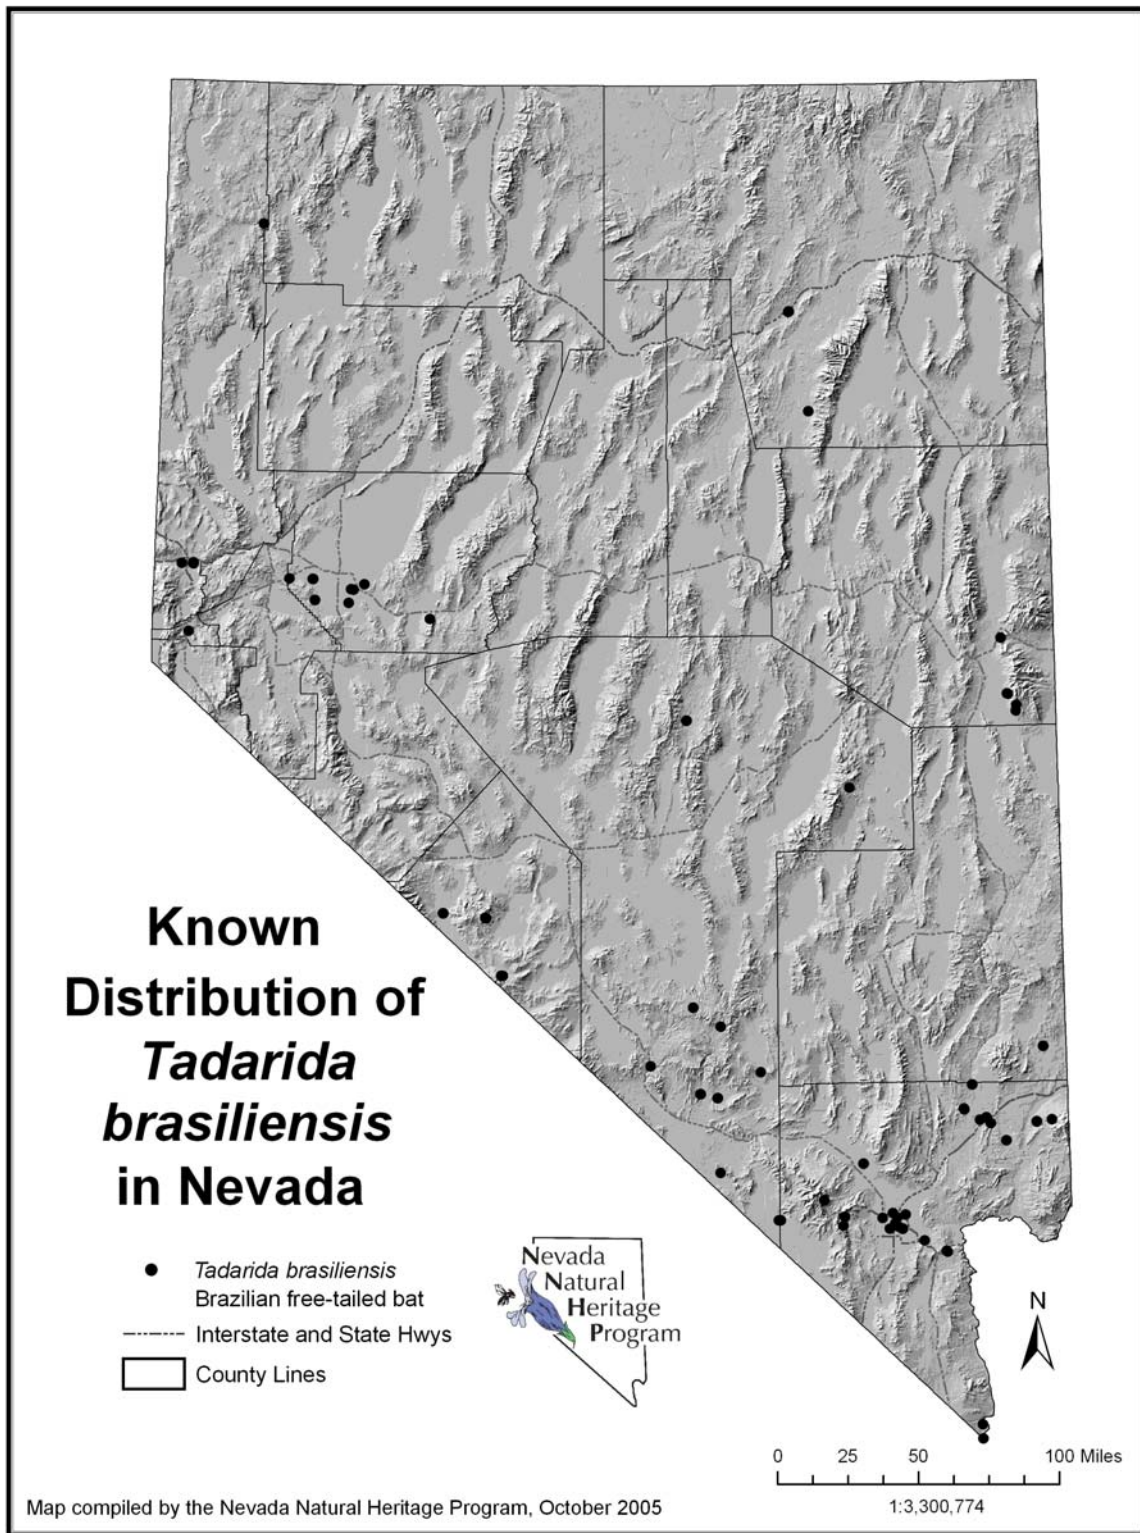 Known
Distribution of
Tadarida
brasiliensis
in Nevada
Tadarida brasiliensis
Brazilian free-tailed bat
Interstate and State Hwys
County Lines
Nevada
Natural
Heritage
Program
N
0 25 50 100 Miles
1:3,300,774
Map compiled by the Nevada Natural Heritage Program, October 2005